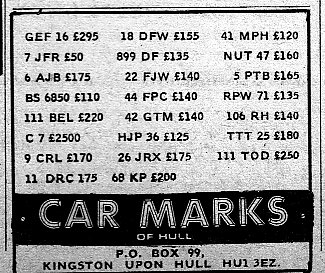 GEF 16 £295 18 DFW £155 41 MPH £120
7 JFR £50 899 DF £135 NUT 47 £160
6 AJB £175 22 FJW £140 5 PTB £165
BS 6850 £110 44 FPC £140 RPW 71 £135
111 BEL £220 42 GTM £140 106 RH £140
C 7 £2500 HJP 36 £125 TTT 25 £180
9 CRL £170 26 JRX £175 111 TOD £250
11 DRC 175 68 KP £200
CAR MARKS
OF HULL
P.O. BOX 99,
KINGSTON UPON HULL HU1 3EZ.